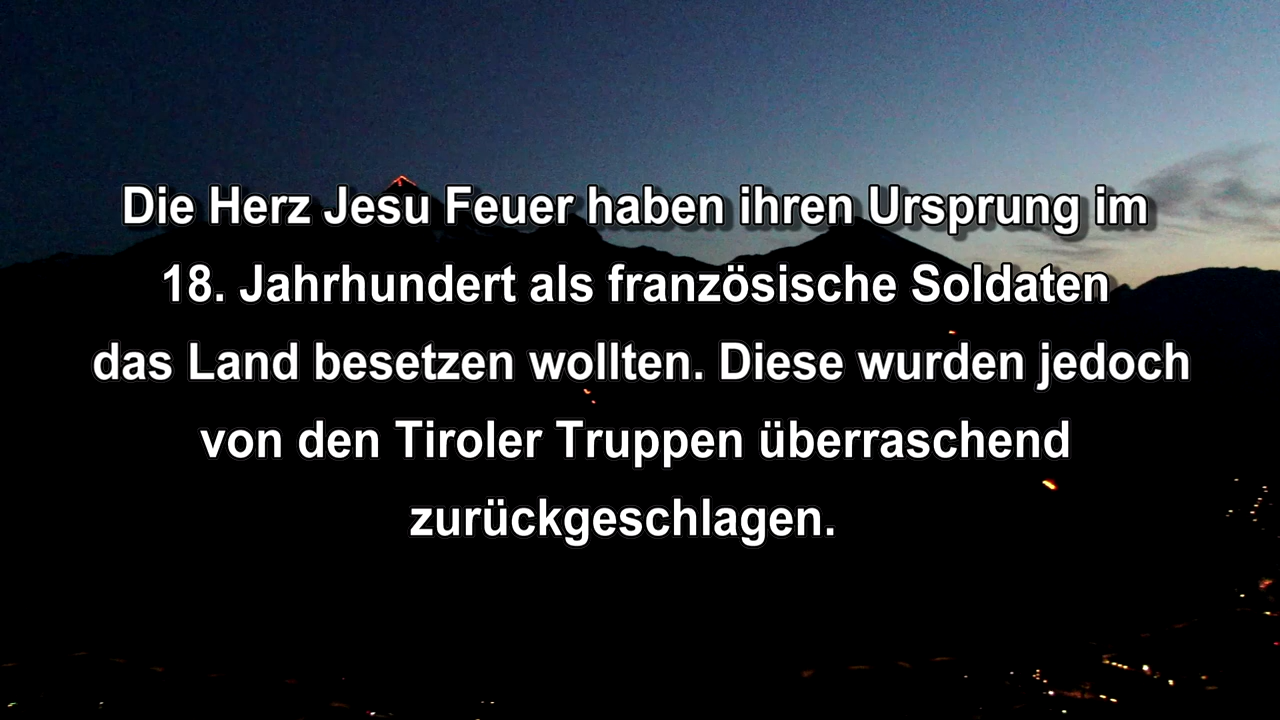 Die Herz Jesu Feuer haben ihren Ursprung im
18. Jahrhundert als französische Soldaten
das Land besetzen wollten. Diese wurden jedoch
von den Tiroler Truppen überraschend
zurückgeschlagen.